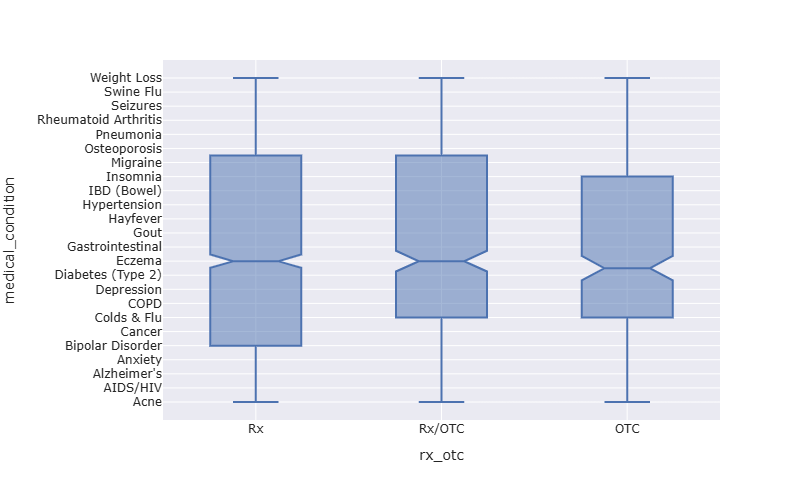 Weight Loss
Swine Flu
Seizures
Rheumatoid Arthritis
Pneumonia
Osteoporosis
Migraine
Insomnia
IBD (Bowel)
Hypertension
Hayfever
Gout
Gastrointestinal
Eczema
Diabetes (Type 2)
Depression
COPD
Colds & Flu
Cancer
Bipolar Disorder
Anxiety
Alzheimer's
AIDS/HIV
Acne
medical_condition
Rx Rx/OTC OTC
rx_otc